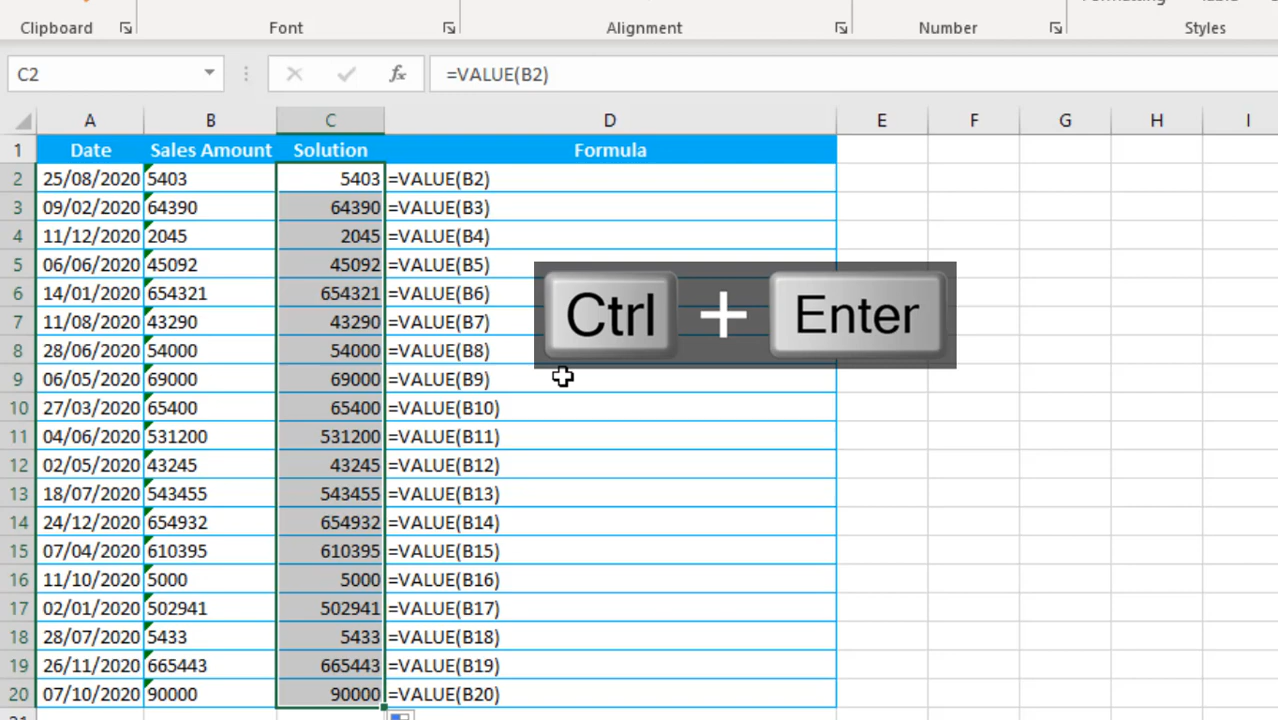 Formatting Table
Clipboard Font Alignment Number Styles
C2 fx =VALUE(B2)
A B C D E F G H I
1 Date Sales Amount Solution Formula
2 25/08/2020 5403 5403 =VALUE(B2)
3 09/02/2020 64390 64390 =VALUE(B3)
4 11/12/2020 2045 2045 =VALUE(B4)
5 06/06/2020 45092 45092 =VALUE(B5)
6 14/01/2020 654321 654321 =VALUE(B6)
7 11/08/2020 43290 43290 =VALUE(B7)
Ctrl + Enter
8 28/06/2020 54000 54000 =VALUE(B8)
9 06/05/2020 69000 69000 =VALUE(B9)
10 27/03/2020 65400 65400 =VALUE(B10)
11 04/06/2020 531200 531200 =VALUE(B11)
12 02/05/2020 43245 43245 =VALUE(B12)
13 18/07/2020 543455 543455 =VALUE(B13)
14 24/12/2020 654932 654932 =VALUE(B14)
15 07/04/2020 610395 610395 =VALUE(B15)
16 11/10/2020 5000 5000 =VALUE(B16)
17 02/01/2020 502941 502941 =VALUE(B17)
18 28/07/2020 5433 5433 =VALUE(B18)
19 26/11/2020 665443 665443 =VALUE(B19)
20 07/10/2020 90000 90000 =VALUE(B20)